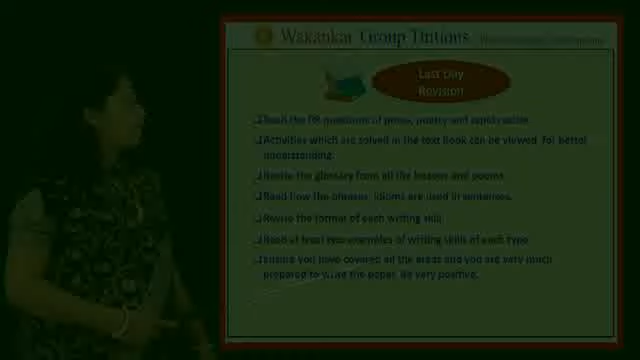 Wakankar Group Tuitions
Last Day
Revision
Read the questions of prose, poetry and
Activities which are solved in the text Book can be viewed for better
understanding.
Revise the glossary from all the lessons and poems
Read how the phrases, idioms are used in sentences.
Revise the format of each writing skill
Read at least two examples of writing skills of each type
Ensure you have covered all the areas and you are very much
prepared to write the paper. Be very positive.